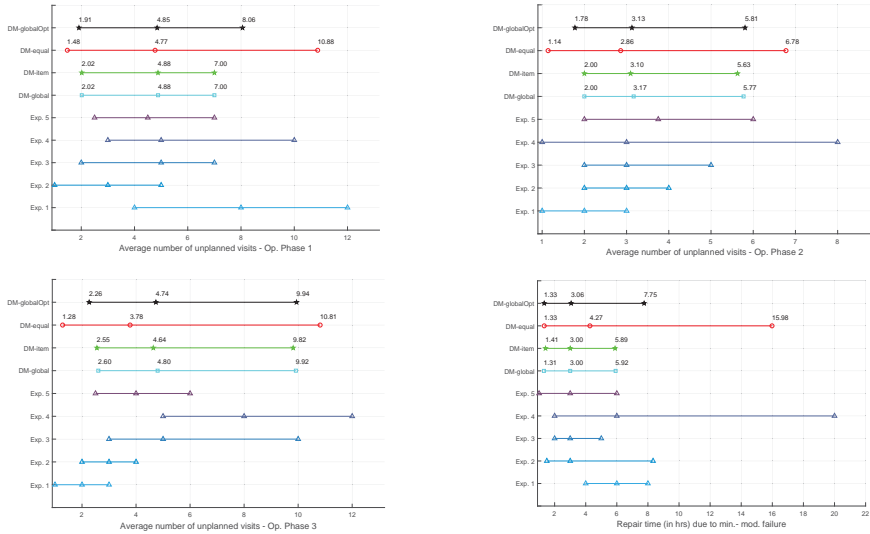 DM-globalOpt 1.91 4.85 8.06
DM-equal 1.48 4.77 10.88
DM-item 2.02 4.88 7.00
DM-global 2.02 4.88 7.00
Exp. 5
Exp. 4
Exp. 3
Exp. 2
Exp. 1
2 4 6 8 10 12
Average number of unplanned visits - Op. Phase 1
DM-globalOpt 1.78 3.13 5.81
DM-equal 1.14 2.86 6.78
DM-item 2.00 3.10 5.63
DM-global 2.00 3.17 5.77
Exp. 5
Exp. 4
Exp. 3
Exp. 2
Exp. 1
1 2 3 4 5 6 7 8
Average number of unplanned visits - Op. Phase 2
DM-globalOpt 2.26 4.74 9.94
DM-equal 1.28 3.78 10.81
DM-item 2.55 4.64 9.82
DM-global 2.60 4.80 9.92
Exp. 5
Exp. 4
Exp. 3
Exp. 2
Exp. 1
2 4 6 8 10 12
Average number of unplanned visits - Op. Phase 3
DM-globalOpt 1.33 3.06 7.75
DM-equal 1.33 4.27 15.98
DM-item 1.41 3.00 5.89
DM-global 1.31 3.00 5.92
Exp. 5
Exp. 4
Exp. 3
Exp. 2
Exp. 1
2 4 6 8 10 12 14 16 18 20 22
Repair time (in hrs) due to min.- mod. failure